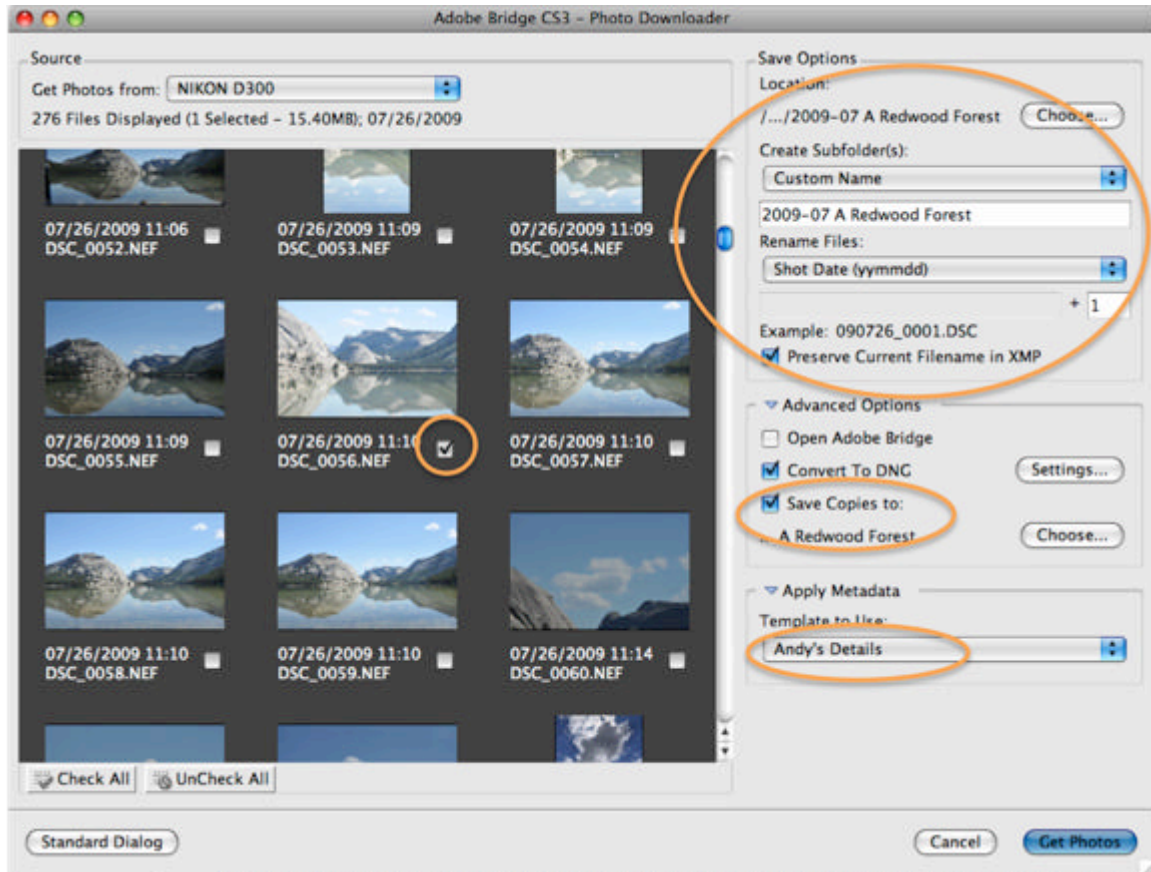 Adobe Bridge CS3 – Photo Downloader
Source
Get Photos from: NIKON D300
276 Files Displayed (1 Selected – 15.40MB); 07/26/2009
07/26/2009 11:06
DSC_0052.NEF
07/26/2009 11:09
DSC_0053.NEF
07/26/2009 11:09
DSC_0054.NEF
07/26/2009 11:09
DSC_0055.NEF
07/26/2009 11:10
DSC_0056.NEF
07/26/2009 11:10
DSC_0057.NEF
07/26/2009 11:10
DSC_0058.NEF
07/26/2009 11:10
DSC_0059.NEF
07/26/2009 11:14
DSC_0060.NEF
Check All
UnCheck All
Save Options
Location:
/.../2009-07 A Redwood Forest Choose...
Create Subfolder(s):
Custom Name
2009-07 A Redwood Forest
Rename Files:
Shot Date (yymmdd)
+ 1
Example: 090726_0001.DSC
Preserve Current Filename in XMP
Advanced Options
Open Adobe Bridge
Convert To DNG Settings...
Save Copies to:
... A Redwood Forest Choose...
Apply Metadata
Template to Use:
Andy's Details
Standard Dialog
Cancel
Get Photos